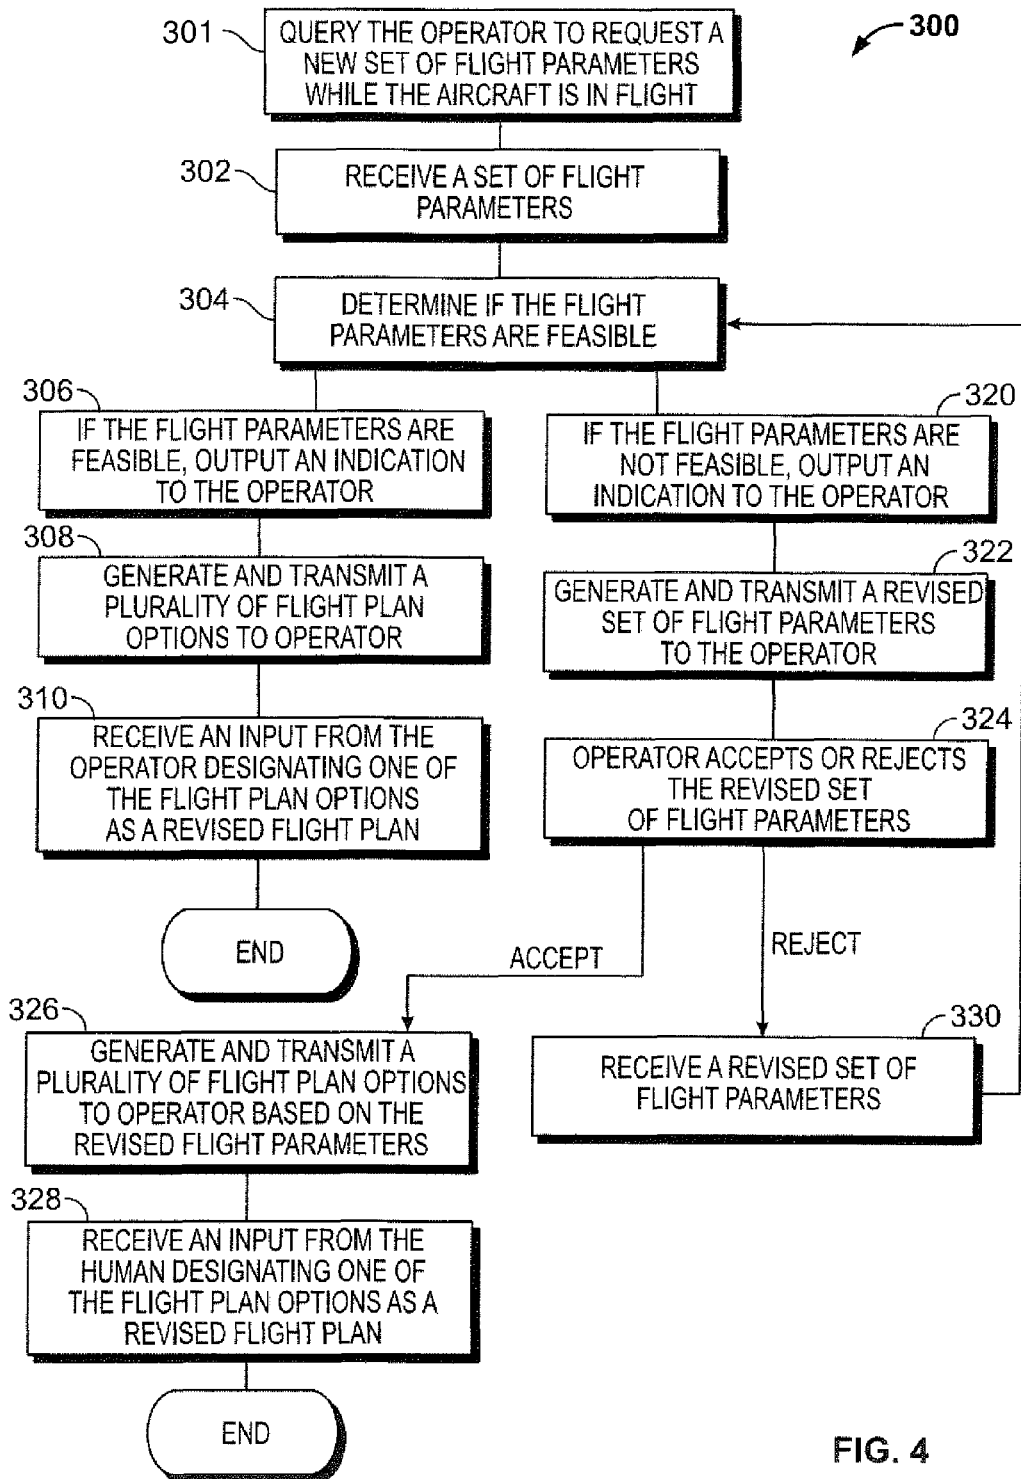 300
301
QUERY THE OPERATOR TO REQUEST A
NEW SET OF FLIGHT PARAMETERS
WHILE THE AIRCRAFT IS IN FLIGHT
302
RECEIVE A SET OF FLIGHT
PARAMETERS
304
DETERMINE IF THE FLIGHT
PARAMETERS ARE FEASIBLE
306
IF THE FLIGHT PARAMETERS ARE
FEASIBLE, OUTPUT AN INDICATION
TO THE OPERATOR
308
GENERATE AND TRANSMIT A
PLURALITY OF FLIGHT PLAN
OPTIONS TO OPERATOR
310
RECEIVE AN INPUT FROM THE
OPERATOR DESIGNATING ONE OF
THE FLIGHT PLAN OPTIONS
AS A REVISED FLIGHT PLAN
END
320
IF THE FLIGHT PARAMETERS ARE
NOT FEASIBLE, OUTPUT AN
INDICATION TO THE OPERATOR
322
GENERATE AND TRANSMIT A REVISED
SET OF FLIGHT PARAMETERS
TO THE OPERATOR
324
OPERATOR ACCEPTS OR REJECTS
THE REVISED SET
OF FLIGHT PARAMETERS
ACCEPT
REJECT
326
GENERATE AND TRANSMIT A
PLURALITY OF FLIGHT PLAN OPTIONS
TO OPERATOR BASED ON THE
REVISED FLIGHT PARAMETERS
328
RECEIVE AN INPUT FROM THE
HUMAN DESIGNATING ONE OF
THE FLIGHT PLAN OPTIONS AS A
REVISED FLIGHT PLAN
END
330
RECEIVE A REVISED SET OF
FLIGHT PARAMETERS
FIG. 4